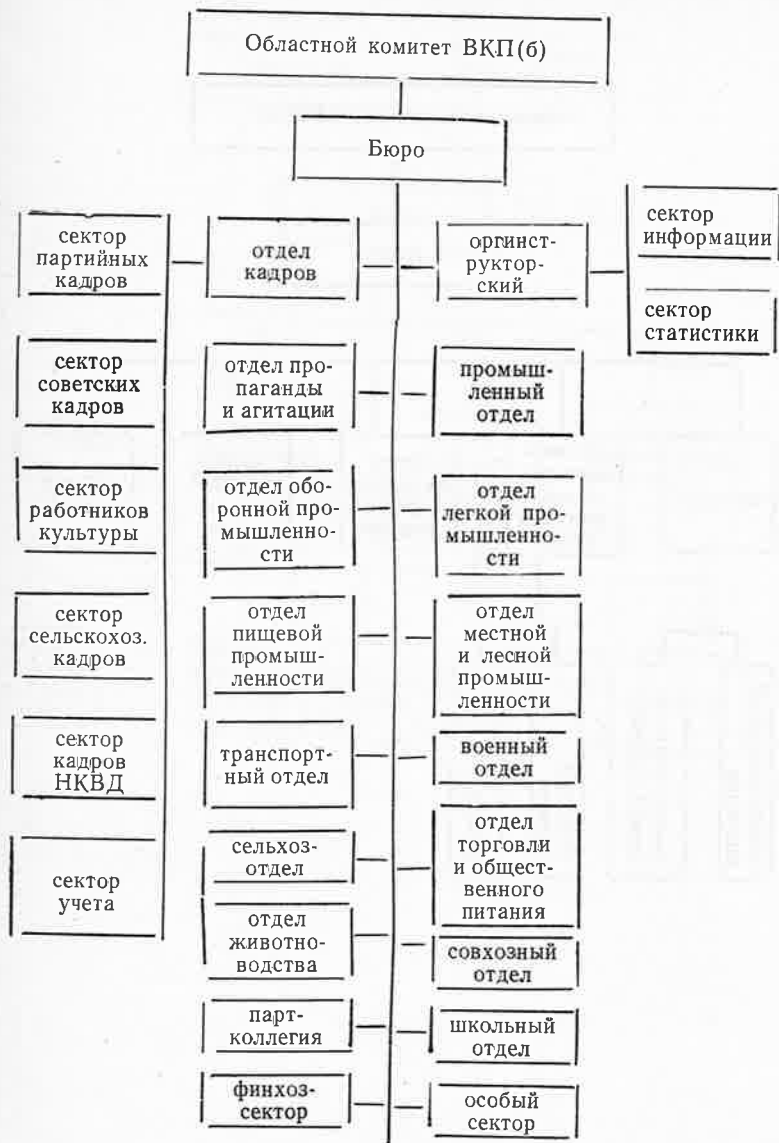 Областной комитет ВКП(б)
Бюро
сектор
партийных
кадров
отдел
кадров
оргинст-
руктор-
ский
сектор
информации
сектор
статистики
сектор
советских
кадров
отдел про-
паганды
и агитации
промыш-
ленный
отдел
сектор
работников
культуры
отдел обо-
ронной про-
мышленно-
сти
отдел
легкой про-
мышленно-
сти
сектор
сельскохоз.
кадров
отдел
пищевой
промыш-
ленности
отдел
местной
и лесной
промыш-
ленности
сектор
кадров
НКВД
транспорт-
ный отдел
военный
отдел
сектор
учета
сельхоз-
отдел
отдел
торговли
и общест-
венного
питания
отдел
животно-
водства
совхозный
отдел
парт-
коллегия
школьный
отдел
финхоз-
сектор
особый
сектор